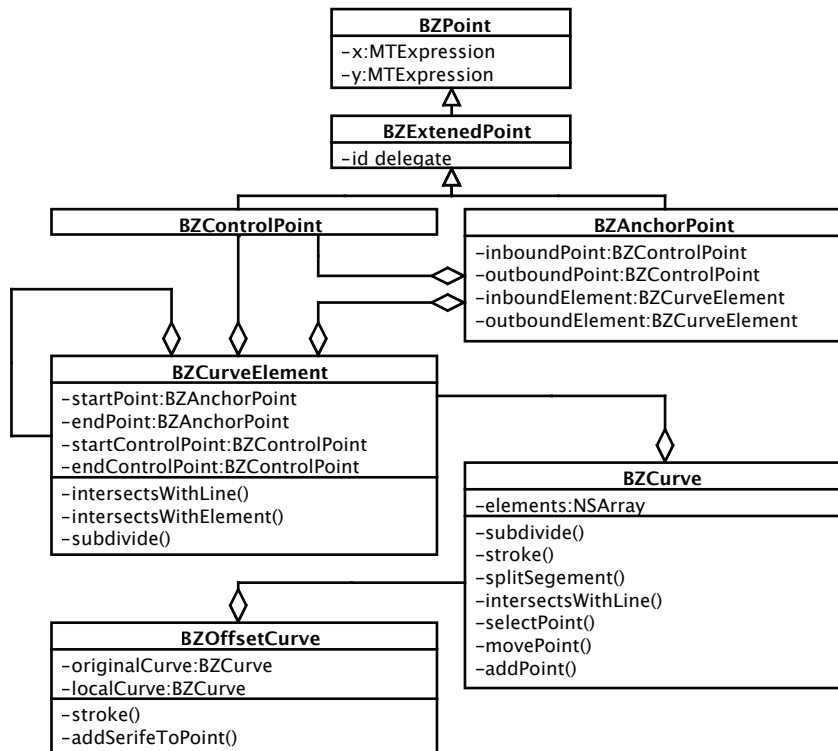 BZPoint
-x:MTExpression
-y:MTExpression
BZExtenedPoint
-id delegate
BZControlPoint
BZAnchorPoint
-inboundPoint:BZControlPoint
-outboundPoint:BZControlPoint
-inboundElement:BZCurveElement
-outboundElement:BZCurveElement
BZCurveElement
-startPoint:BZAnchorPoint
-endPoint:BZAnchorPoint
-startControlPoint:BZControlPoint
-endControlPoint:BZControlPoint
-intersectsWithLine()
-intersectsWithElement()
-subdivide()
BZCurve
-elements:NSArray
-subdivide()
-stroke()
-splitSegement()
-intersectsWithLine()
-selectPoint()
-movePoint()
-addPoint()
BZOffsetCurve
-originalCurve:BZCurve
-localCurve:BZCurve
-stroke()
-addSerifeToPoint()